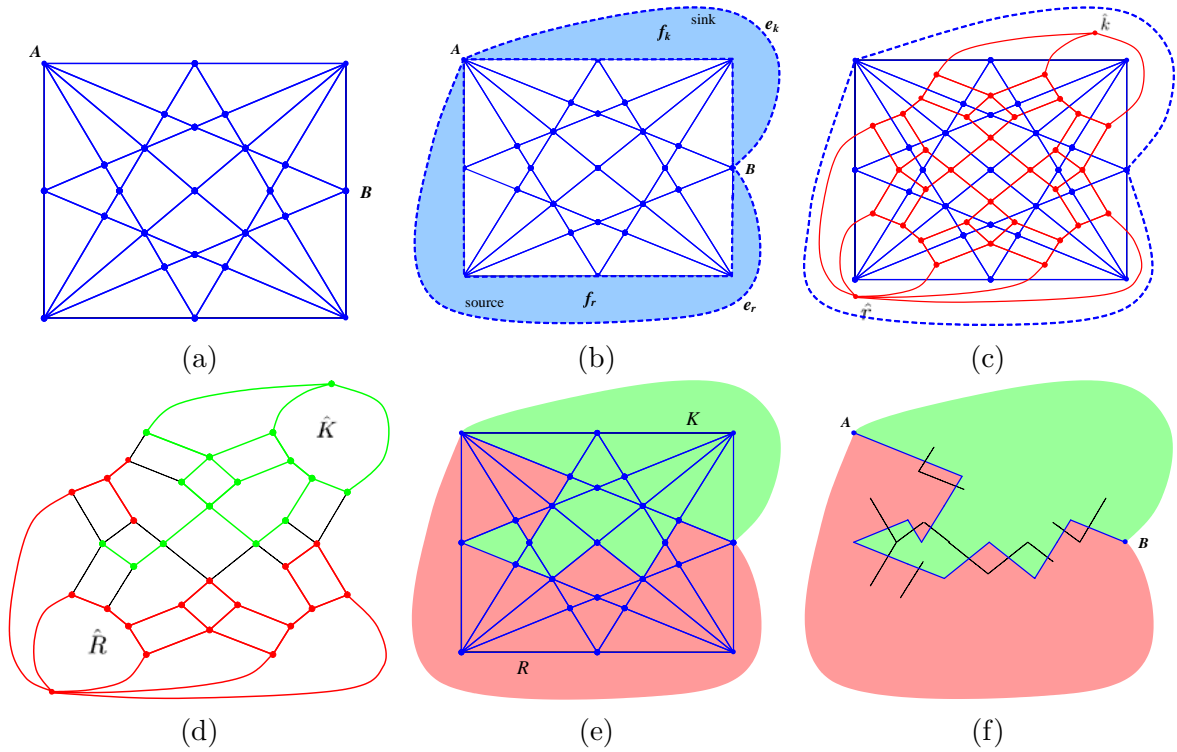 A
B
(a)
sink
A
f_k
e_k
B
source
f_r
e_r
(b)
k̂
r̂
(c)
K̂
R̂
(d)
K
R
(e)
A
B
(f)